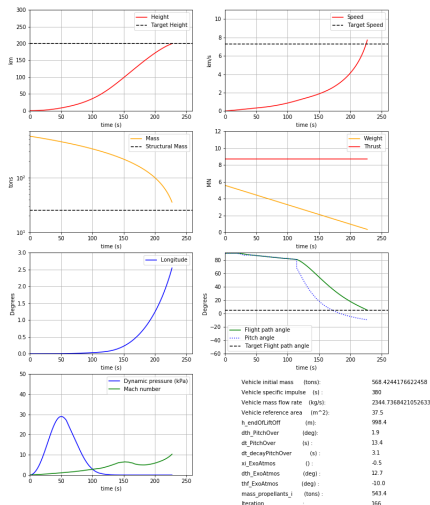 Height
Target Height
km
300
250
200
150
100
50
0
0 50 100 150 200 250
time (s)
Speed
Target Speed
km/s
10
8
6
4
2
0
0 50 100 150 200 250
time (s)
Mass
Structural Mass
tons
10²
10¹
0 50 100 150 200 250
time (s)
Weight
Thrust
MN
12
10
8
6
4
2
0
0 50 100 150 200 250
time (s)
Longitude
Degrees
3.0
2.5
2.0
1.5
1.0
0.5
0.0
0 50 100 150 200 250
time (s)
Flight path angle
Pitch angle
Target Flight path angle
Degrees
80
60
40
20
0
−20
−40
−60
0 50 100 150 200 250
time (s)
Dynamic pressure (kPa)
Mach number
50
40
30
20
10
0
0 50 100 150 200 250
time (s)
Vehicle initial mass (tons): 568.4244176622458
Vehicle specific impulse (s) : 380
Vehicle mass flow rate (kg/s): 2344.7368421052633
Vehicle reference area (m^2): 37.5
h_endOfLiftOff (m): 998.4
dth_PitchOver (deg): 1.9
dt_PitchOver (s) : 13.4
dt_decayPitchOver (s) : 3.1
xi_ExoAtmos () : -0.5
dth_ExoAtmos (deg) : 12.7
thf_ExoAtmos (deg) : -10.0
mass_propellants_i (tons) : 543.4
Iteration : 166